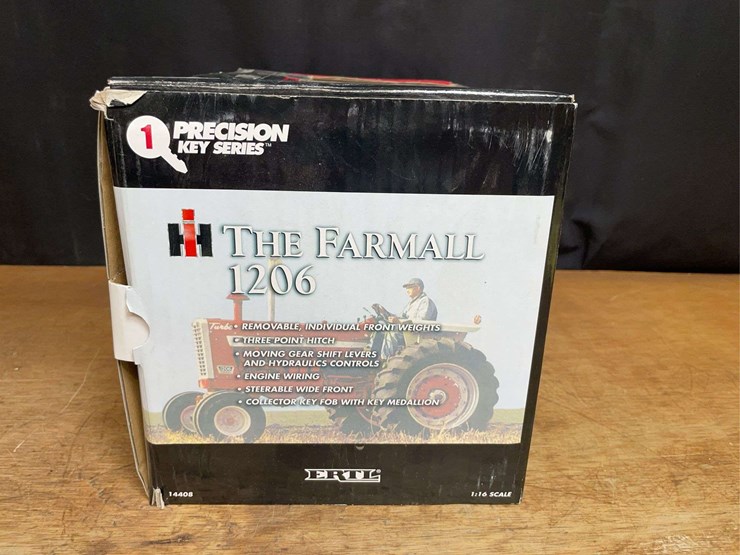 1
PRECISION
KEY SERIES™
IH THE FARMALL
1206
Turbo
• REMOVABLE, INDIVIDUAL FRONT WEIGHTS
• THREE POINT HITCH
• MOVING GEAR SHIFT LEVERS
AND HYDRAULICS CONTROLS
• ENGINE WIRING
• STEERABLE WIDE FRONT
• COLLECTOR KEY FOB WITH KEY MEDALLION
ERTL®
14408
1:16 SCALE